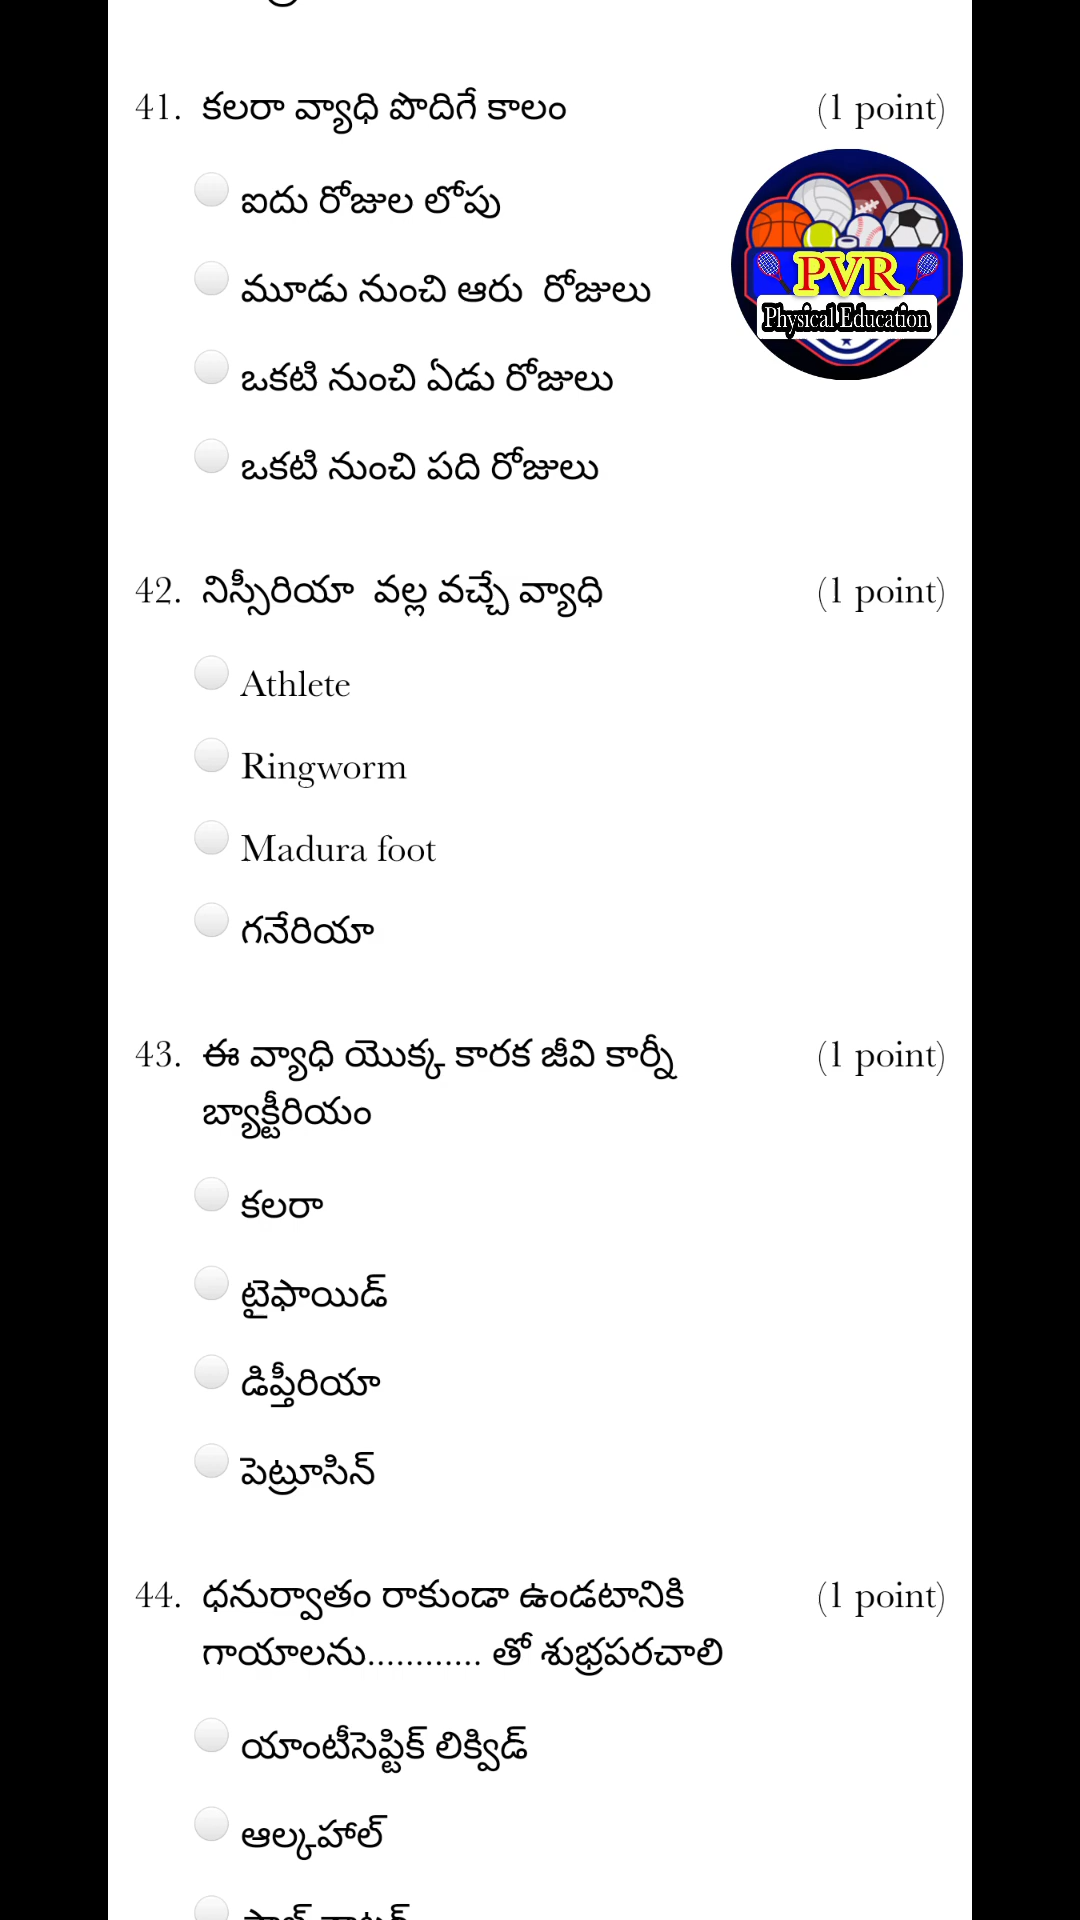 41. కలరా వ్యాధి పొదిగే కాలం (1 point)
ఐదు రోజుల లోపు
మూడు నుంచి ఆరు రోజులు
ఒకటి నుంచి ఏడు రోజులు
ఒకటి నుంచి పది రోజులు
PVR
Physical Education
42. నిస్సీరియా వల్ల వచ్చే వ్యాధి (1 point)
Athlete
Ringworm
Madura foot
గనేరియా
43. ఈ వ్యాధి యొక్క కారక జీవి కార్నీ (1 point)
బ్యాక్టీరియం
కలరా
టైఫాయిడ్
డిప్తీరియా
పెట్రూసిన్
44. ధనుర్వాతం రాకుండా ఉండటానికి (1 point)
గాయాలను............ తో శుభ్రపరచాలి
యాంటీసెప్టిక్ లిక్విడ్
ఆల్కహాల్